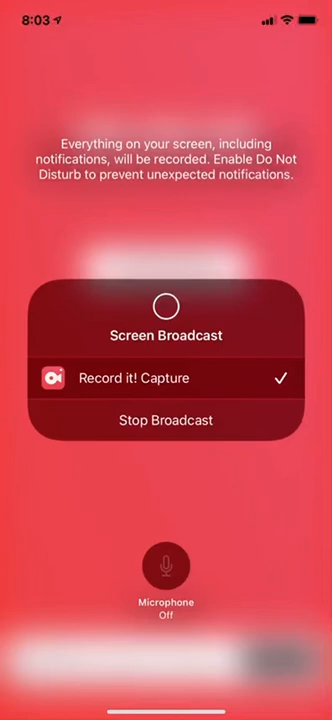 8:03
Everything on your screen, including
notifications, will be recorded. Enable Do Not
Disturb to prevent unexpected notifications.
Screen Broadcast
Record it! Capture
Stop Broadcast
Microphone
Off